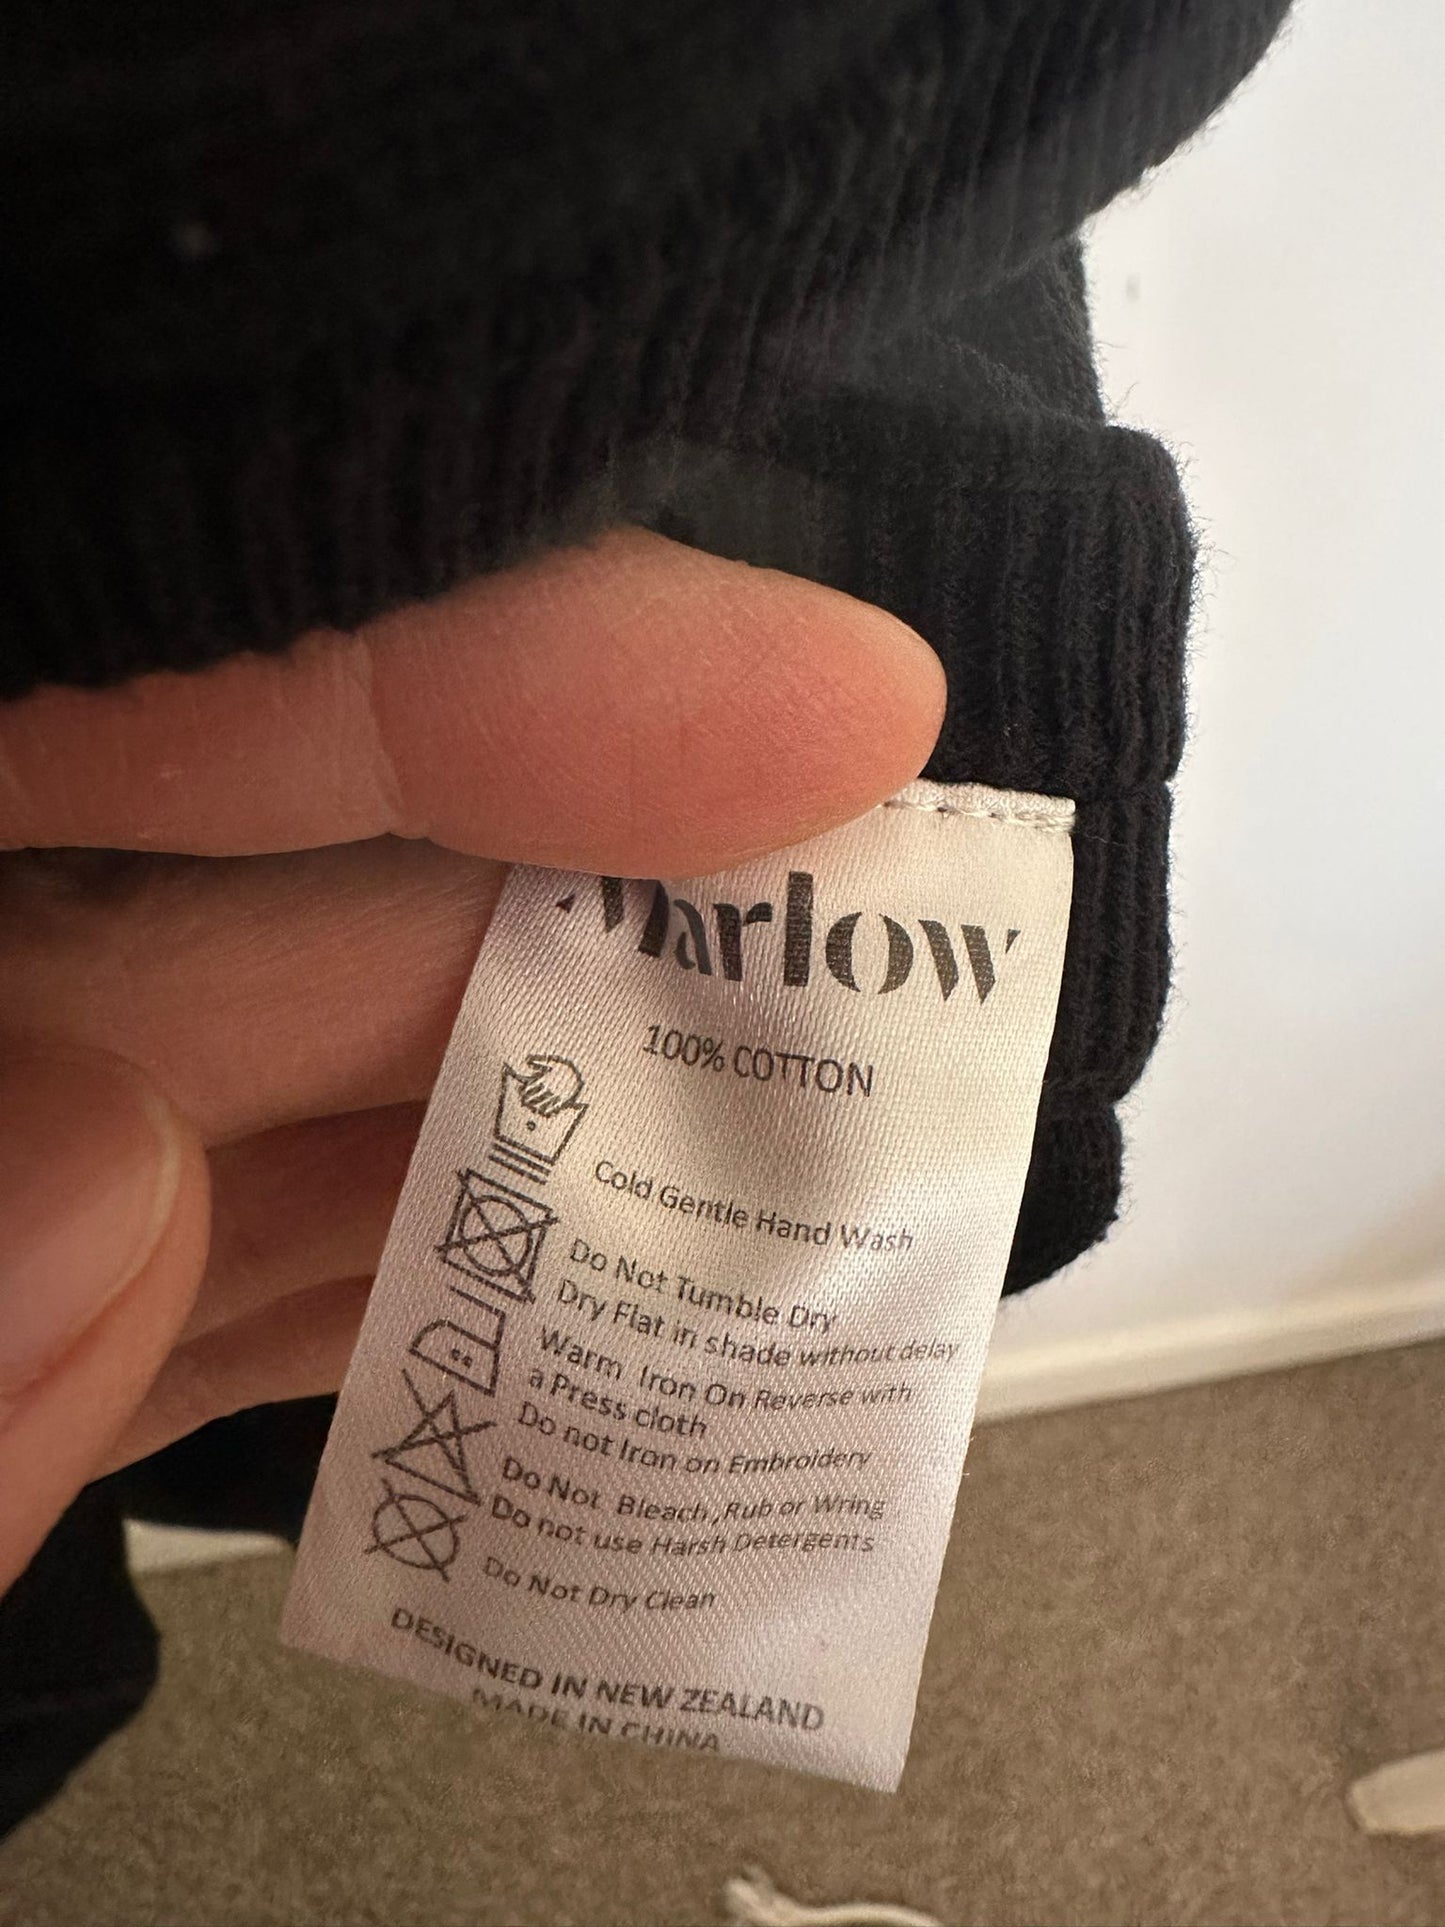 Marlow
100% COTTON
Cold Gentle Hand Wash
Do Not Tumble Dry
Dry Flat in shade without delay
Warm Iron On Reverse with
a Press cloth
Do not Iron on Embroidery
Do Not Bleach, Rub or Wring
Do not use Harsh Detergents
Do Not Dry Clean
DESIGNED IN NEW ZEALAND
MADE IN CHINA